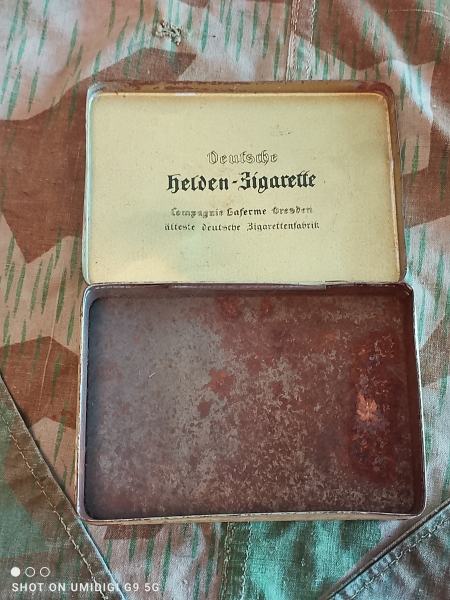 Deutsche
Helden-Zigarette
Compagnie Laferme Dresden
älteste deutsche Zigarettenfabrik
SHOT ON UMIDIGI G9 5G